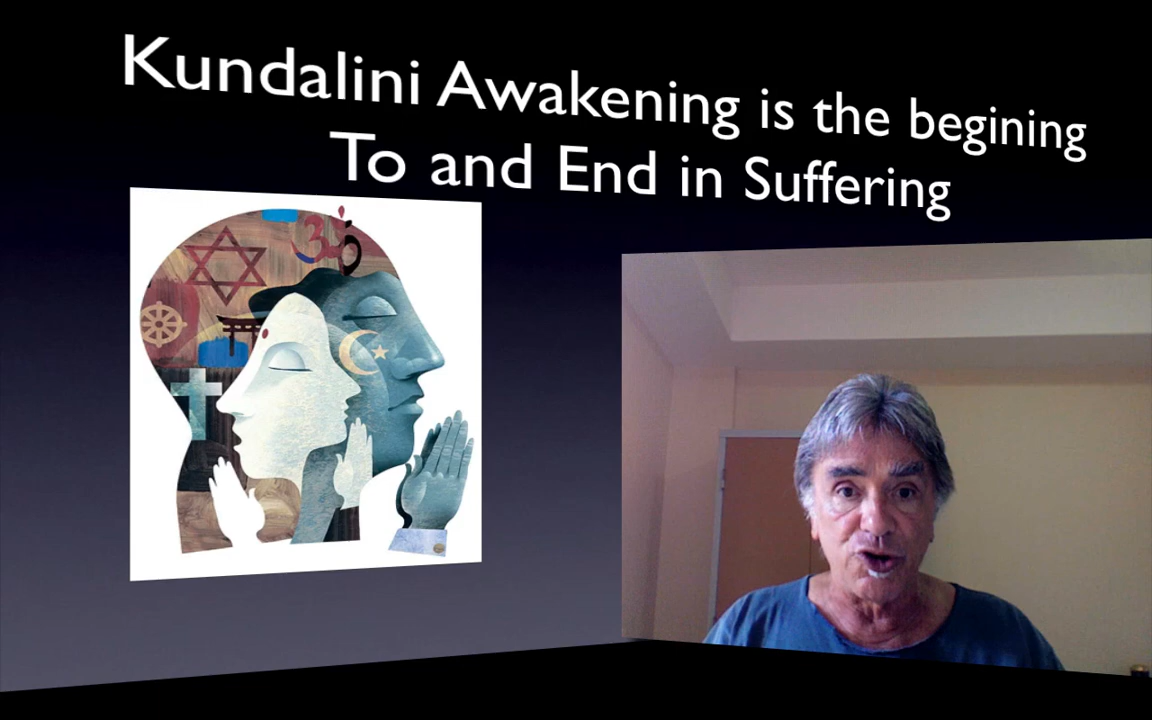 Kundalini Awakening is the begining
To and End in Suffering